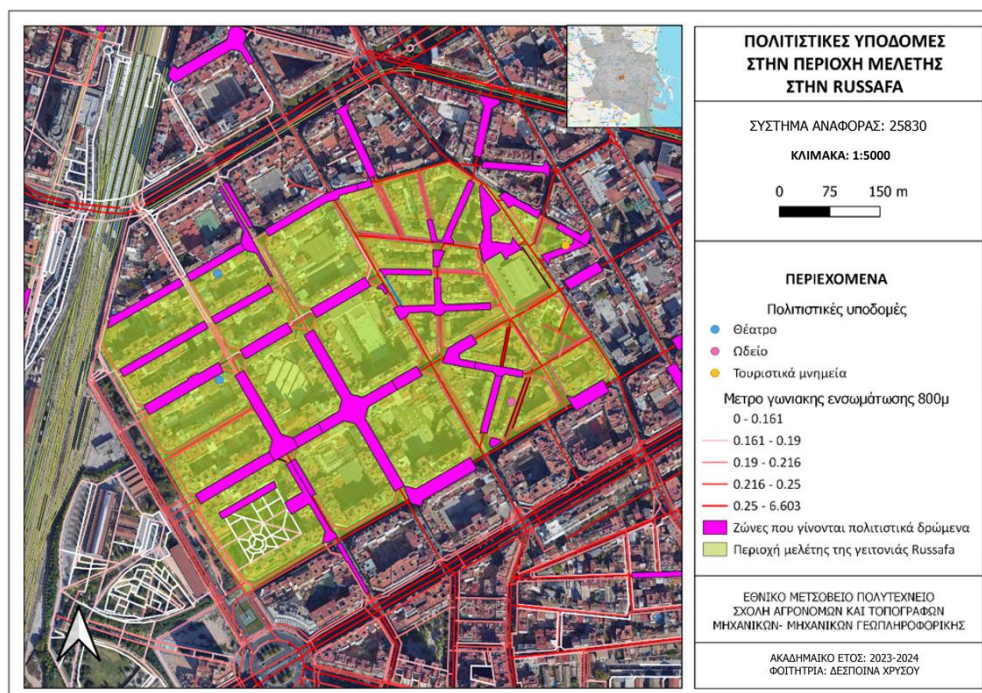 ΠΟΛΙΤΙΣΤΙΚΕΣ ΥΠΟΔΟΜΕΣ
ΣΤΗΝ ΠΕΡΙΟΧΗ ΜΕΛΕΤΗΣ
ΣΤΗΝ RUSSAFA
ΣΥΣΤΗΜΑ ΑΝΑΦΟΡΑΣ: 25830
ΚΛΙΜΑΚΑ: 1:5000
0 75 150 m
ΠΕΡΙΕΧΟΜΕΝΑ
Πολιτιστικές υποδομές
Θέατρο
Ωδείο
Τουριστικά μνημεία
Μετρο γωνιακης ενσωμάτωσης 800μ
0 - 0.161
0.161 - 0.19
0.19 - 0.216
0.216 - 0.25
0.25 - 6.603
Ζώνες που γίνονται πολιτιστικά δρώμενα
Περιοχή μελέτης της γειτονιάς Russafa
ΕΘΝΙΚΟ ΜΕΤΣΟΒΕΙΟ ΠΟΛΥΤΕΧΝΕΙΟ
ΣΧΟΛΗ ΑΓΡΟΝΟΜΩΝ ΚΑΙ ΤΟΠΟΓΡΑΦΩΝ
ΜΗΧΑΝΙΚΩΝ- ΜΗΧΑΝΙΚΩΝ ΓΕΩΠΛΗΡΟΦΟΡΙΚΗΣ
ΑΚΑΔΗΜΑΙΚΟ ΕΤΟΣ: 2023-2024
ΦΟΙΤΗΤΡΙΑ: ΔΕΣΠΟΙΝΑ ΧΡΥΣΟΥ